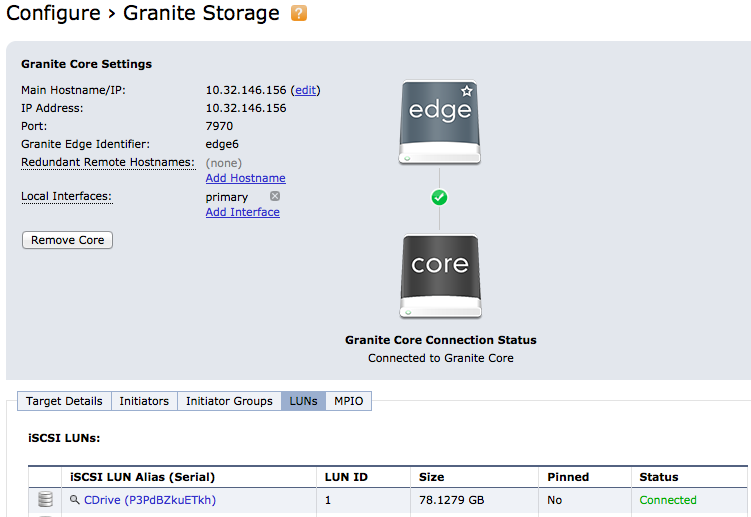 Configure › Granite Storage ?
Granite Core Settings
Main Hostname/IP: 10.32.146.156 (edit)
IP Address: 10.32.146.156
Port: 7970
Granite Edge Identifier: edge6
Redundant Remote Hostnames: (none)
Add Hostname
Local Interfaces: primary
Add Interface
Remove Core
edge
core
Granite Core Connection Status
Connected to Granite Core
Target Details Initiators Initiator Groups LUNs MPIO
iSCSI LUNs:
iSCSI LUN Alias (Serial) LUN ID Size Pinned Status
CDrive (P3PdBZkuETkh) 1 78.1279 GB No Connected